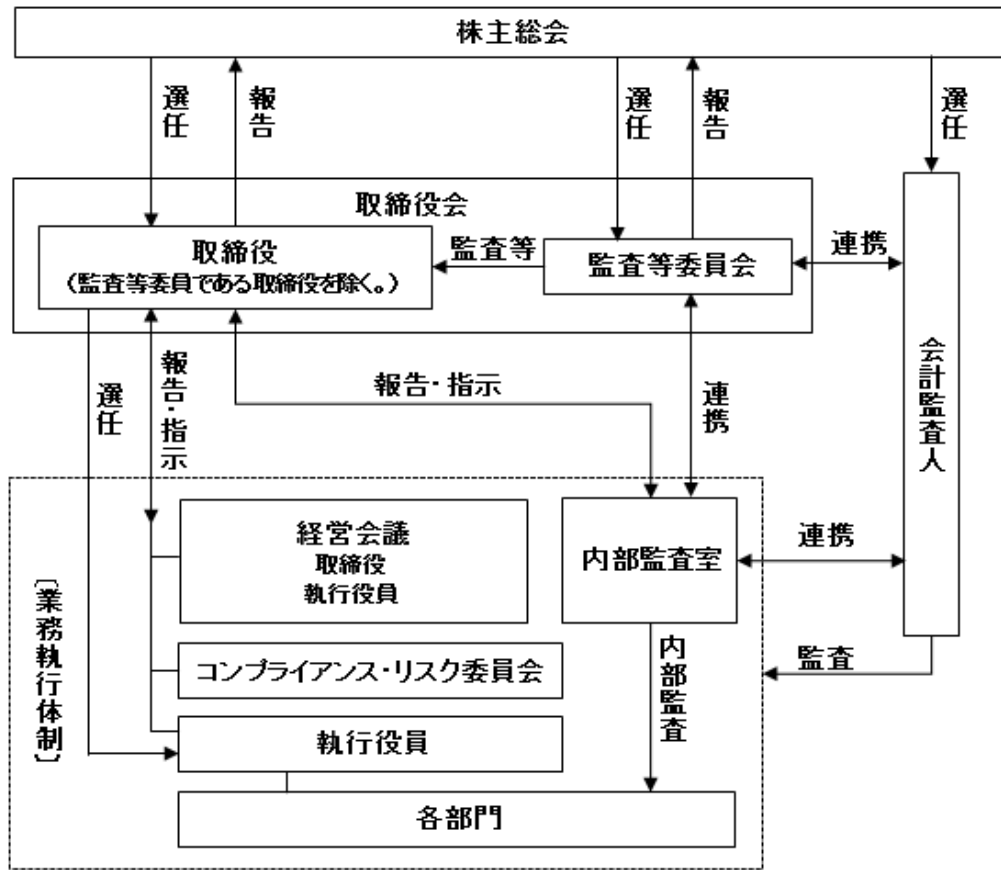 株主総会
選任
報告
選任
報告
選任
取締役会
取締役
(監査等委員である取締役を除く。)
監査等
監査等委員会
連携
会計監査人
選任
報告・指示
報告・指示
連携
〔業務執行体制〕
経営会議
取締役
執行役員
内部監査室
連携
コンプライアンス・リスク委員会
内部監査
監査
執行役員
各部門